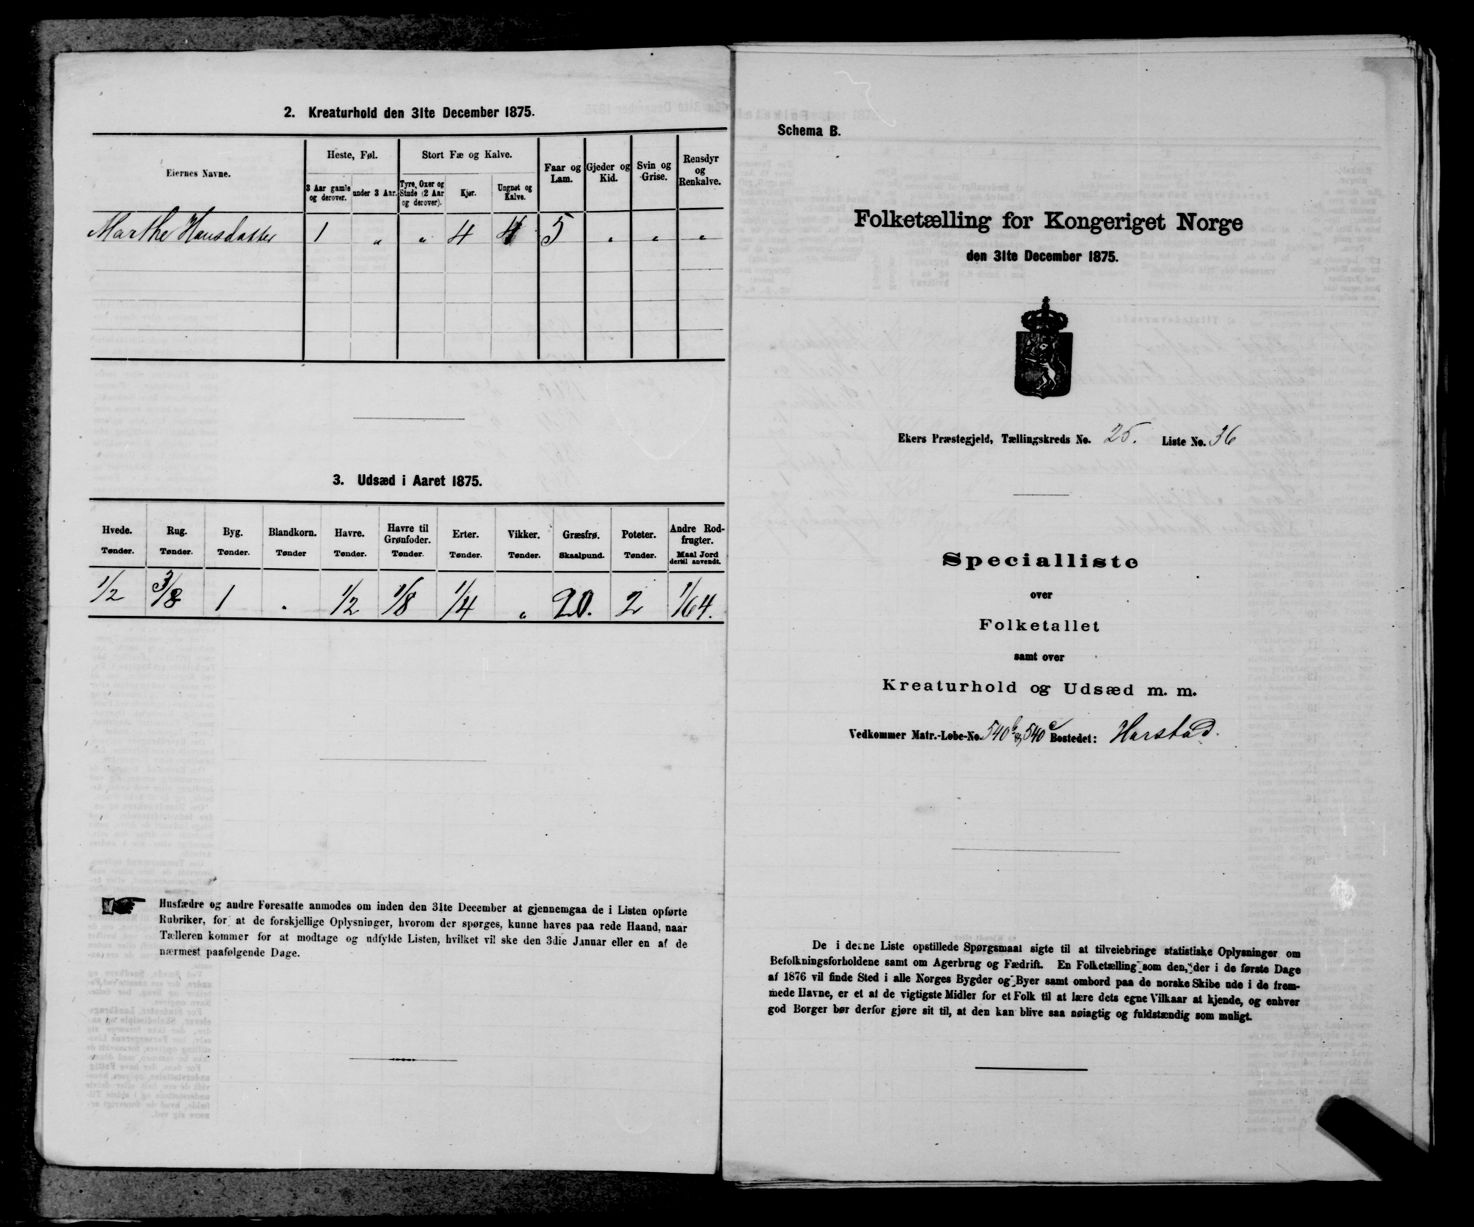 2. Kreaturhold den 31te December 1875.
Eiernes Navne.
Heste, Føl.
Stort Fæ og Kalve.
Faar og Lam.
Gjeder og Kid.
Svin og Grise.
Rensdyr og Renkalve.
3 Aar gamle og derover.
under 3 Aar.
Tyre, Oxer og Stude (2 Aar og derover).
Kjør.
Ungnøt og Kalve.
Marthe Hansdatter 1 „ „ 4 4 5 „ „ „
3. Udsæd i Aaret 1875.
Hvede. Rug. Byg. Blandkorn. Havre. Havre til Grønfoder. Erter. Vikker. Græsfrø. Poteter. Andre Rodfrugter.
Tønder. Tønder. Tønder. Tønder Tønder. Tønder. Tønder. Tønder. Skaalpund. Tønder. Maal Jord dertil anvendt.
1/2 3/8 1 „ 1/2 1/8 1/4 „ 20. 2 1/64.
Husfædre og andre Foresatte anmodes om inden den 31te December at gjennemgaa de i Listen opførte
Rubriker, for at de forskjellige Oplysninger, hvorom der spørges, kunne haves paa rede Haand, naar
Tælleren kommer for at modtage og udfylde Listen, hvilket vil ske den 3die Januar eller en af de
nærmest paafølgende Dage.
Schema B.
Folketælling for Kongeriget Norge
den 31te December 1875.
Ekers Præstegjeld, Tællingskreds No. 25. Liste No. 36
Specialliste
over
Folketallet
samt over
Kreaturhold og Udsæd m. m.
Vedkommer Matr.-Løbe-No. 540 b & 540 c Bostedet: Harstad.
De i denne Liste opstillede Spørgsmaal sigte til at tilveiebringe statistiske Oplysninger om
Befolkningsforholdene samt om Agerbrug og Fædrift. En Folketælling som den, der i de første Dage
af 1876 vil finde Sted i alle Norges Bygder og Byer samt ombord paa de norske Skibe ude i de frem-
mede Havne, er et af de vigtigste Midler for et Folk til at lære dets egne Vilkaar at kjende, og enhver
god Borger bør derfor gjøre sit til, at den kan blive saa nøiagtig og fuldstændig som muligt.